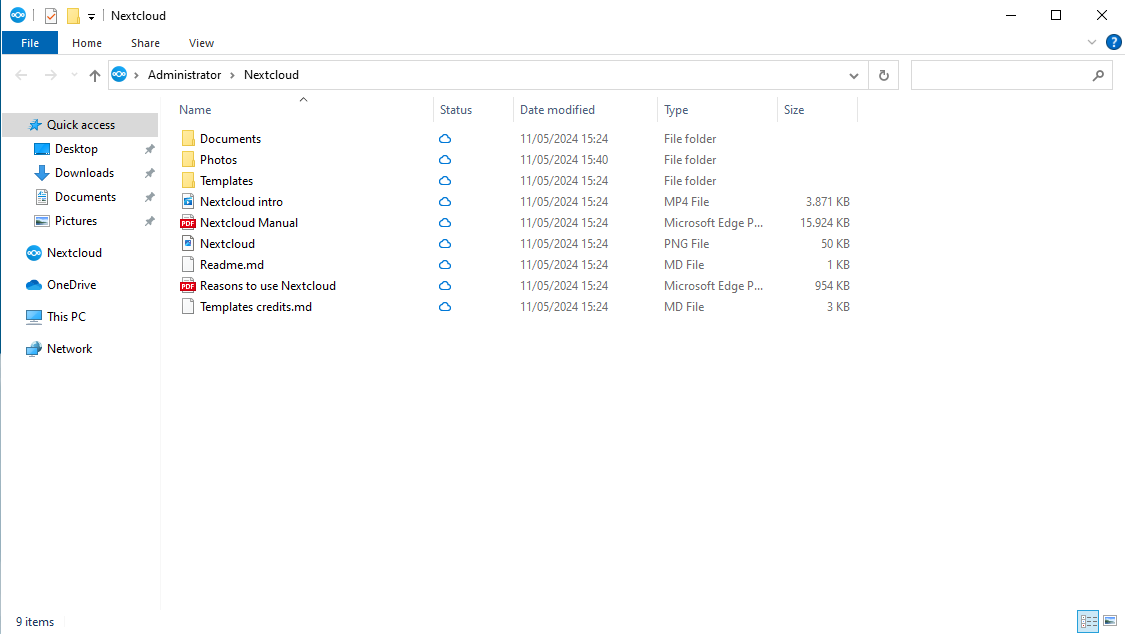 Nextcloud
File Home Share View
Administrator Nextcloud
Name Status Date modified Type Size
Quick access
Desktop
Downloads
Documents
Pictures
Nextcloud
OneDrive
This PC
Network
Documents 11/05/2024 15:24 File folder
Photos 11/05/2024 15:40 File folder
Templates 11/05/2024 15:24 File folder
Nextcloud intro 11/05/2024 15:24 MP4 File 3.871 KB
PDF Nextcloud Manual 11/05/2024 15:24 Microsoft Edge P... 15.924 KB
Nextcloud 11/05/2024 15:24 PNG File 50 KB
Readme.md 11/05/2024 15:24 MD File 1 KB
PDF Reasons to use Nextcloud 11/05/2024 15:24 Microsoft Edge P... 954 KB
Templates credits.md 11/05/2024 15:24 MD File 3 KB
9 items